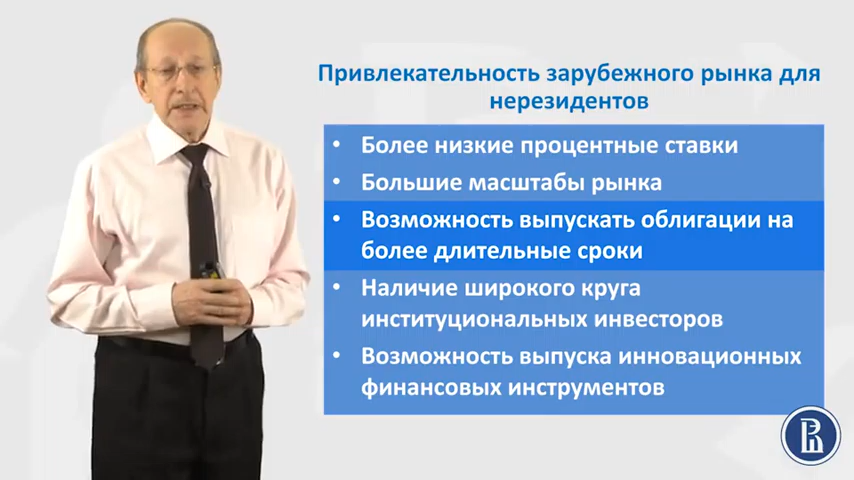 Привлекательность зарубежного рынка для
нерезидентов
• Более низкие процентные ставки
• Большие масштабы рынка
• Возможность выпускать облигации на
более длительные сроки
• Наличие широкого круга
институциональных инвесторов
• Возможность выпуска инновационных
финансовых инструментов